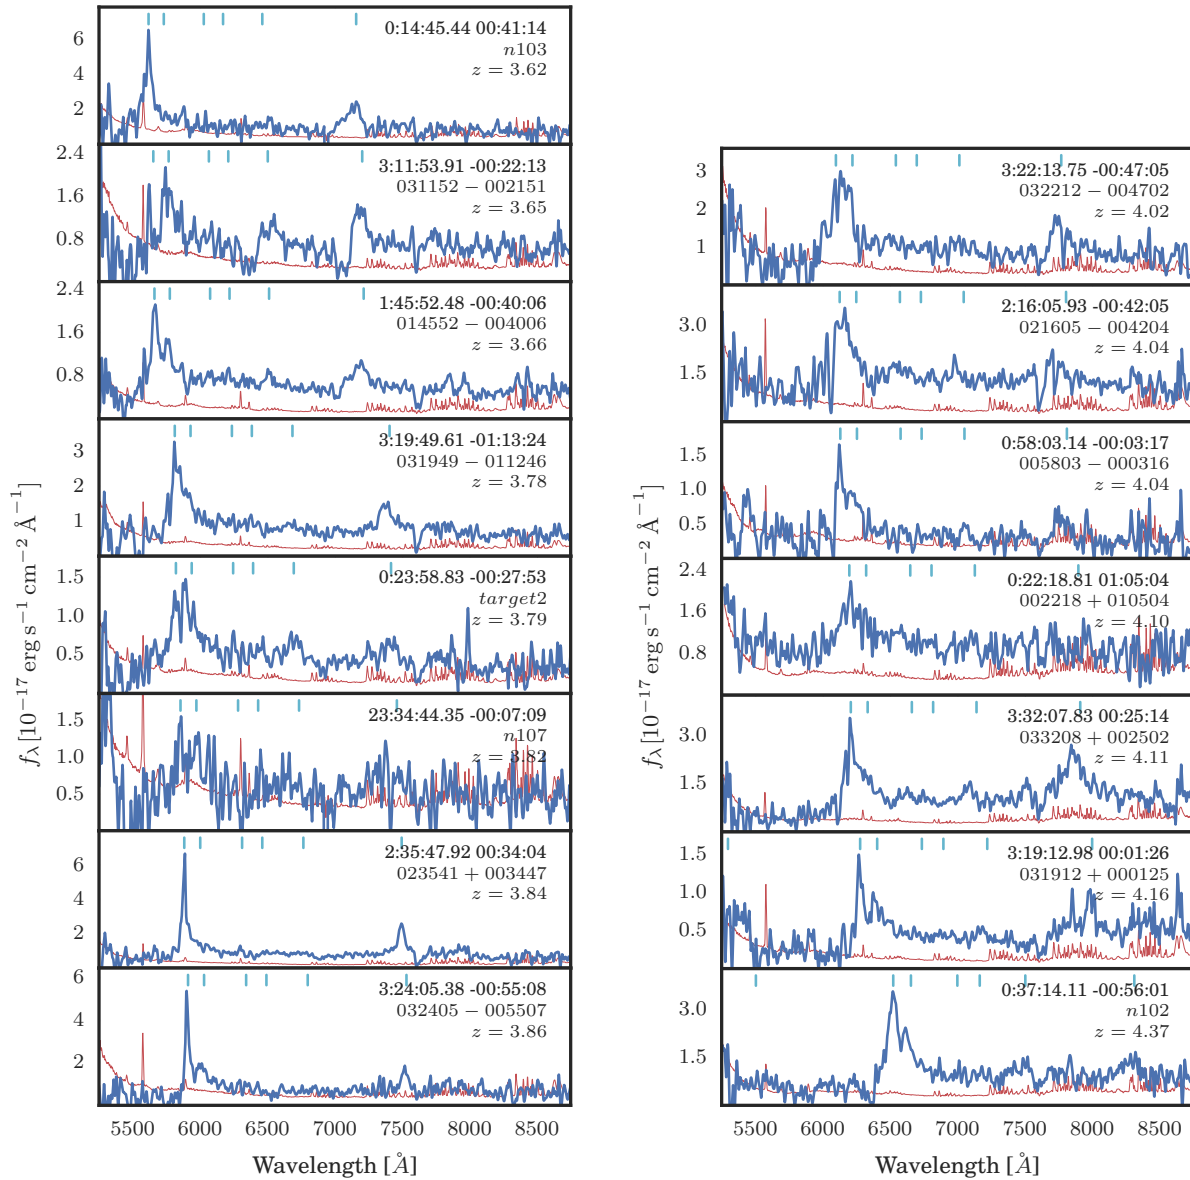 0:14:45.44 00:41:14
n103
z = 3.62
6
4
2
3:11:53.91 -00:22:13
031152 − 002151
z = 3.65
2.4
1.6
0.8
1:45:52.48 -00:40:06
014552 − 004006
z = 3.66
2.4
1.6
0.8
3:19:49.61 -01:13:24
031949 − 011246
z = 3.78
3
2
1
0:23:58.83 -00:27:53
target2
z = 3.79
1.5
1.0
0.5
23:34:44.35 -00:07:09
n107
z = 3.82
1.5
1.0
0.5
2:35:47.92 00:34:04
023541 + 003447
z = 3.84
6
4
2
3:24:05.38 -00:55:08
032405 − 005507
z = 3.86
6
4
2
5500 6000 6500 7000 7500 8000 8500
Wavelength [Å]
fλ [10⁻¹⁷ erg s⁻¹ cm⁻² Å⁻¹]
3:22:13.75 -00:47:05
032212 − 004702
z = 4.02
3
2
1
2:16:05.93 -00:42:05
021605 − 004204
z = 4.04
3.0
1.5
0:58:03.14 -00:03:17
005803 − 000316
z = 4.04
1.5
1.0
0.5
0:22:18.81 01:05:04
002218 + 010504
z = 4.10
2.4
1.6
0.8
3:32:07.83 00:25:14
033208 + 002502
z = 4.11
3.0
1.5
3:19:12.98 00:01:26
031912 + 000125
z = 4.16
1.5
1.0
0.5
0:37:14.11 -00:56:01
n102
z = 4.37
3.0
1.5
5500 6000 6500 7000 7500 8000 8500
Wavelength [Å]
fλ [10⁻¹⁷ erg s⁻¹ cm⁻² Å⁻¹]